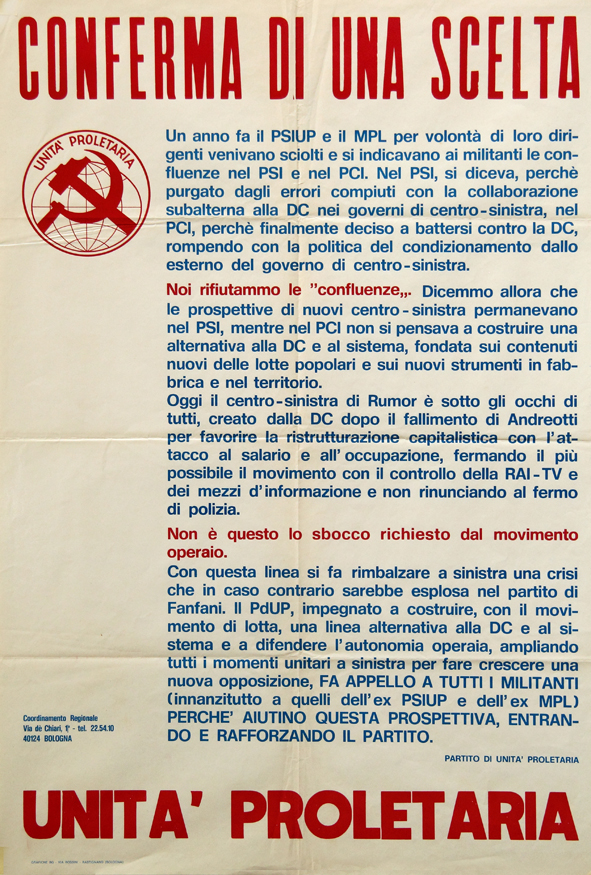 CONFERMA DI UNA SCELTA
UNITA' PROLETARIA
Un anno fa il PSIUP e il MPL per volontà di loro diri-
genti venivano sciolti e si indicavano ai militanti le con-
fluenze nel PSI e nel PCI. Nel PSI, si diceva, perchè
purgato dagli errori compiuti con la collaborazione
subalterna alla DC nei governi di centro-sinistra, nel
PCI, perchè finalmente deciso a battersi contro la DC,
rompendo con la politica del condizionamento dallo
esterno del governo di centro-sinistra.
Noi rifiutammo le "confluenze„. Dicemmo allora che
le prospettive di nuovi centro-sinistra permanevano
nel PSI, mentre nel PCI non si pensava a costruire una
alternativa alla DC e al sistema, fondata sui contenuti
nuovi delle lotte popolari e sui nuovi strumenti in fab-
brica e nel territorio.
Oggi il centro-sinistra di Rumor è sotto gli occhi di
tutti, creato dalla DC dopo il fallimento di Andreotti
per favorire la ristrutturazione capitalistica con l'at-
tacco al salario e all'occupazione, fermando il più
possibile il movimento con il controllo della RAI-TV e
dei mezzi d'informazione e non rinunciando al fermo
di polizia.
Non è questo lo sbocco richiesto dal movimento
operaio.
Con questa linea si fa rimbalzare a sinistra una crisi
che in caso contrario sarebbe esplosa nel partito di
Fanfani. Il PdUP, impegnato a costruire, con il movi-
mento di lotta, una linea alternativa alla DC e al si-
stema e a difendere l'autonomia operaia, ampliando
tutti i momenti unitari a sinistra per fare crescere una
nuova opposizione, FA APPELLO A TUTTI I MILITANTI
(innanzitutto a quelli dell'ex PSIUP e dell'ex MPL)
PERCHE' AIUTINO QUESTA PROSPETTIVA, ENTRAN-
DO E RAFFORZANDO IL PARTITO.
PARTITO DI UNITA' PROLETARIA
Coordinamento Regionale
Via dè Chiari, 1° - tel. 22.54.10
40124 BOLOGNA
UNITA' PROLETARIA